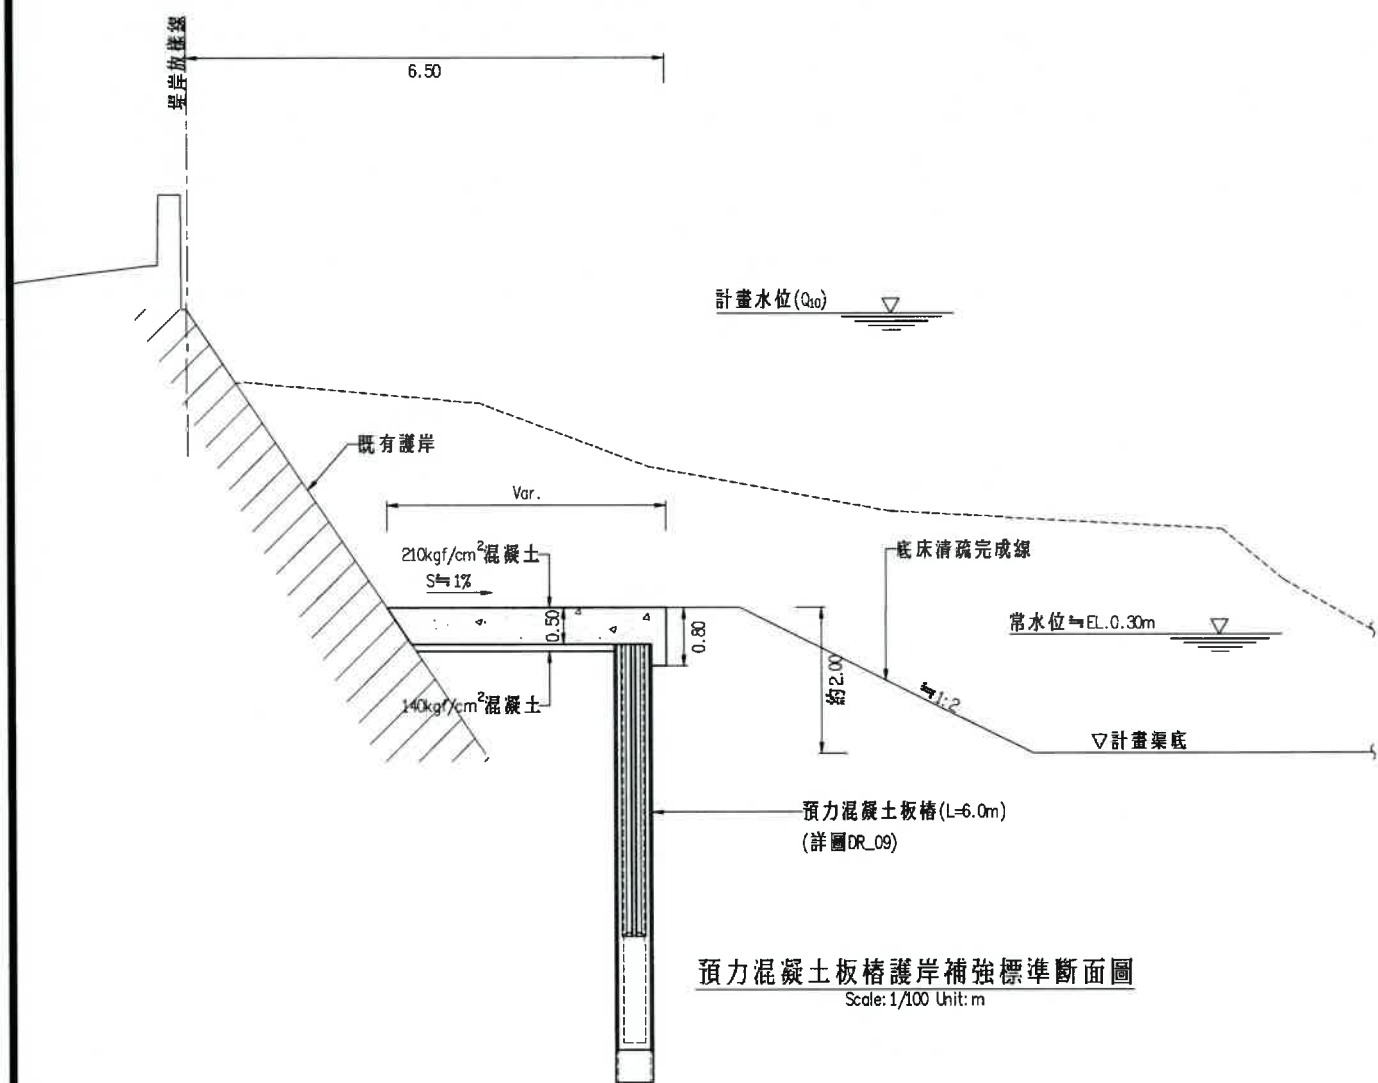 堤岸放樣線
6.50
計畫水位(Q10)
既有護岸
Var.
210kgf/cm²混凝土
S≒1%
底床清疏完成線
0.50
0.80
常水位≒EL.0.30m
140kgf/cm²混凝土
約2.00
≒1:2
計畫渠底
預力混凝土板樁(L=6.0m)
(詳圖DR_09)
預力混凝土板樁護岸補強標準斷面圖
Scale: 1/100 Unit: m